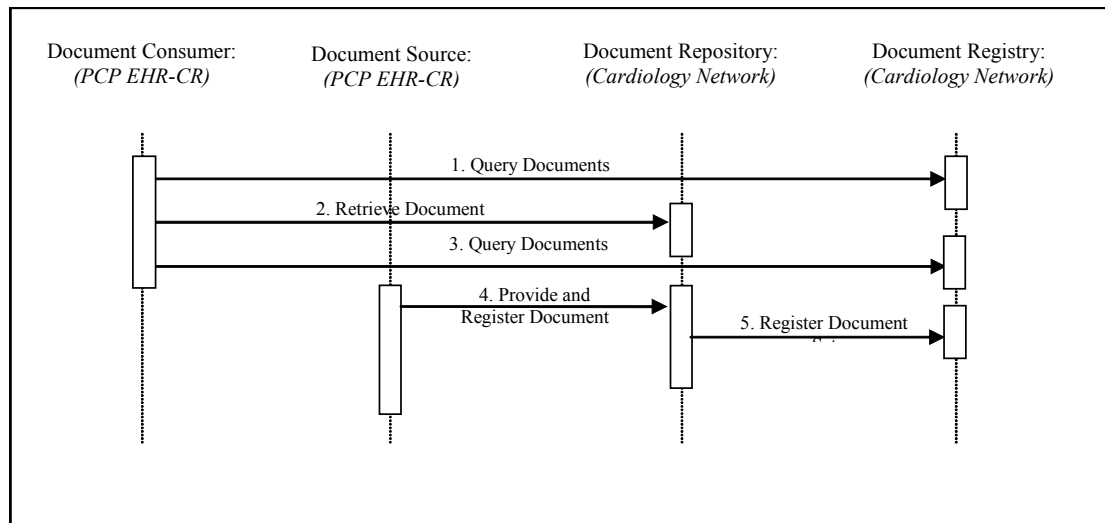 Document Consumer:
(PCP EHR-CR)
Document Source:
(PCP EHR-CR)
Document Repository:
(Cardiology Network)
Document Registry:
(Cardiology Network)
1. Query Documents
2. Retrieve Document
3. Query Documents
4. Provide and
Register Document
5. Register Document